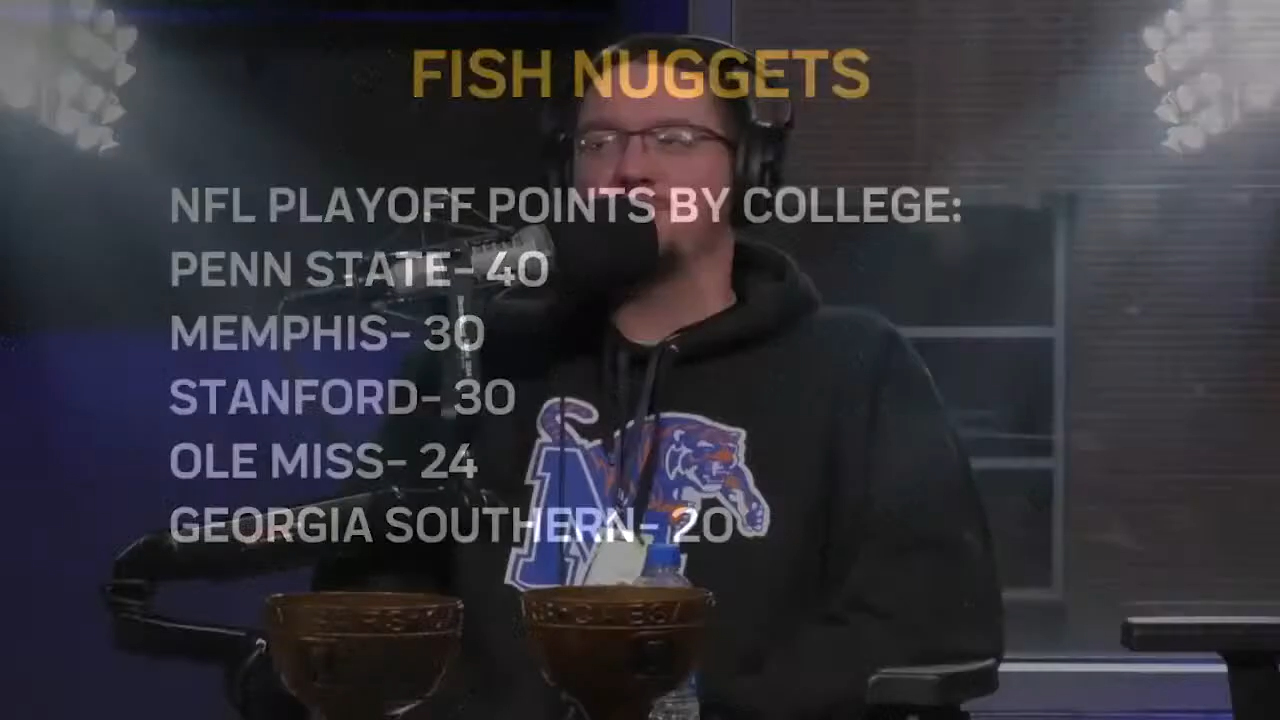 FISH NUGGETS
NFL PLAYOFF POINTS BY COLLEGE:
PENN STATE- 40
MEMPHIS- 30
STANFORD- 30
OLE MISS- 24
GEORGIA SOUTHERN- 20
M